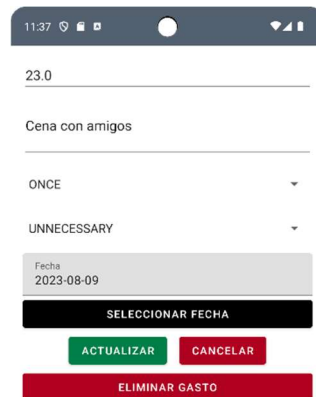 11:37
23.0
Cena con amigos
ONCE
UNNECESSARY
Fecha
2023-08-09
SELECCIONAR FECHA
ACTUALIZAR CANCELAR
ELIMINAR GASTO